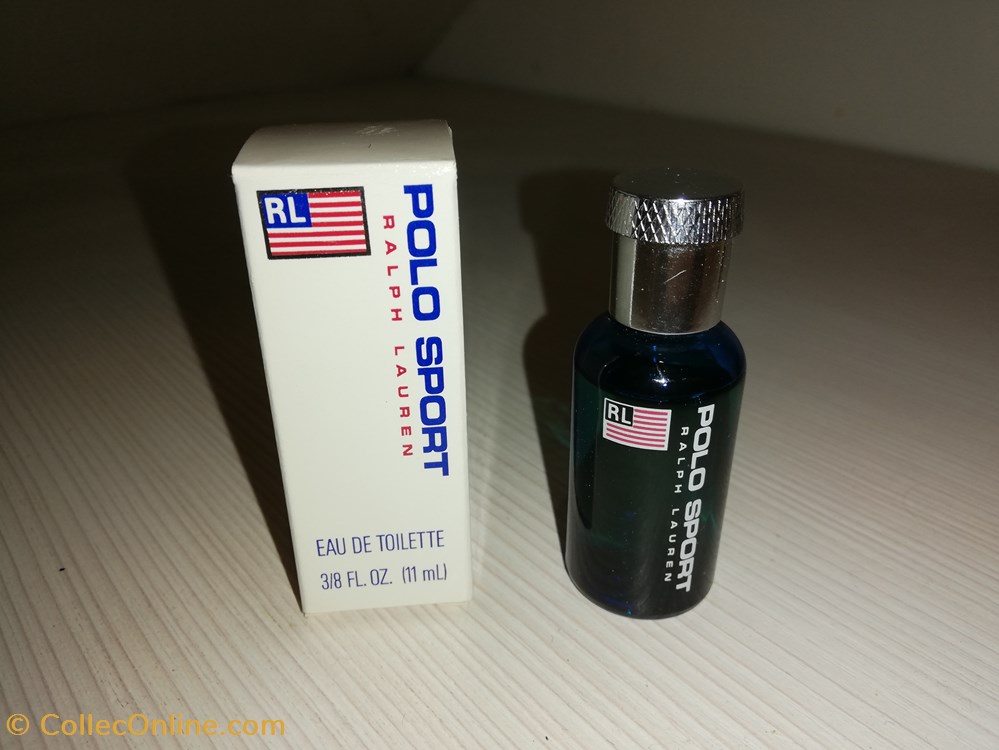 RL
POLO SPORT
RALPH LAUREN
EAU DE TOILETTE
3/8 FL. OZ. (11 mL)
RL
POLO SPORT
RALPH LAUREN
© CollecOnline.com